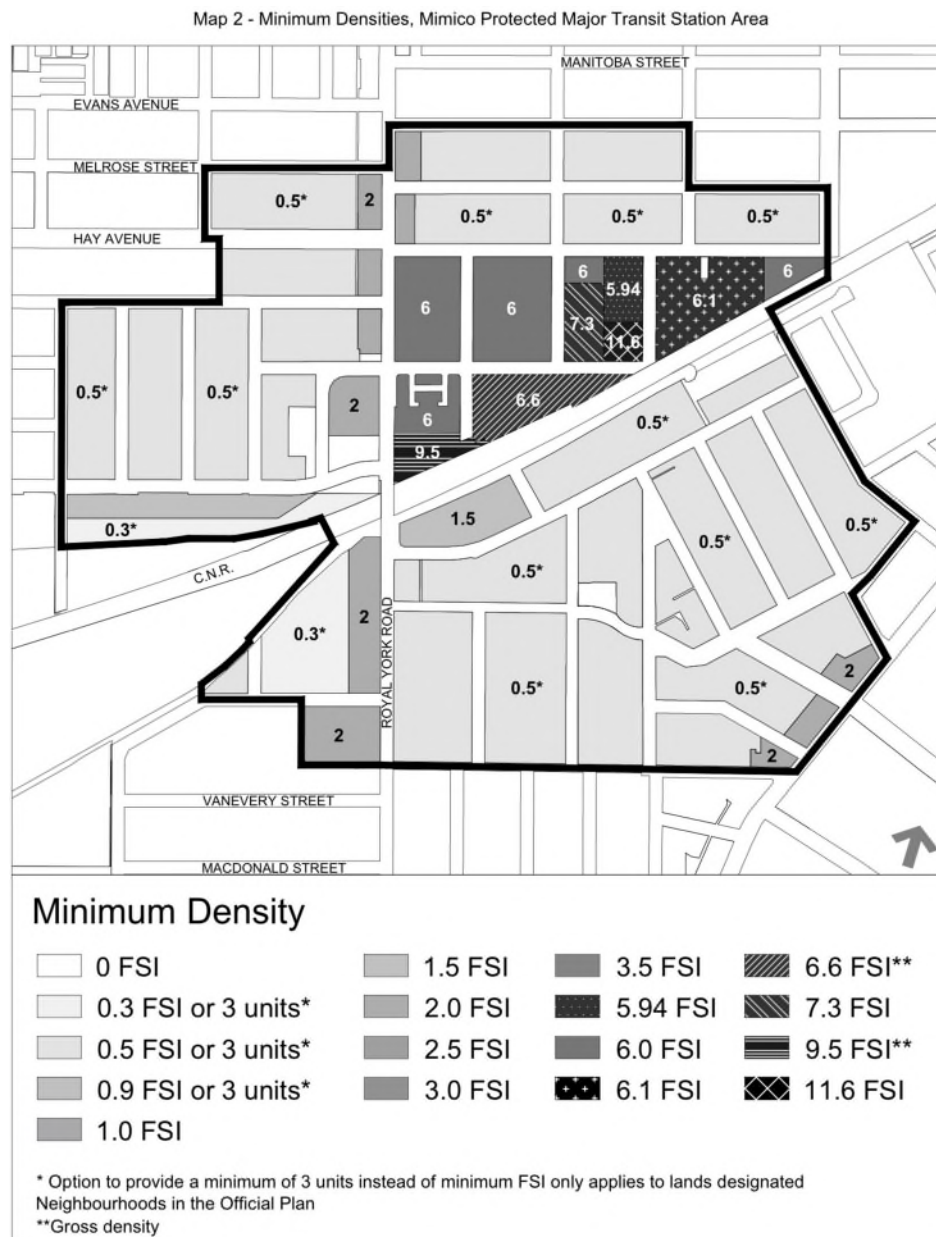 Map 2 - Minimum Densities, Mimico Protected Major Transit Station Area
MANITOBA STREET
EVANS AVENUE
MELROSE STREET
0.5*
2
0.5*
0.5*
0.5*
HAY AVENUE
6
6
6
5.94
7.3
11.6
6.1
6
0.5*
0.5*
2
6
6.6
9.5
0.5*
1.5
0.3*
0.5*
0.5*
0.5*
C.N.R.
0.3*
2
ROYAL YORK ROAD
0.5*
0.5*
2
2
2
VANEVERY STREET
MACDONALD STREET
Minimum Density
0 FSI
0.3 FSI or 3 units*
0.5 FSI or 3 units*
0.9 FSI or 3 units*
1.0 FSI
1.5 FSI
2.0 FSI
2.5 FSI
3.0 FSI
3.5 FSI
5.94 FSI
6.0 FSI
6.1 FSI
6.6 FSI**
7.3 FSI
9.5 FSI**
11.6 FSI
* Option to provide a minimum of 3 units instead of minimum FSI only applies to lands designated
Neighbourhoods in the Official Plan
**Gross density